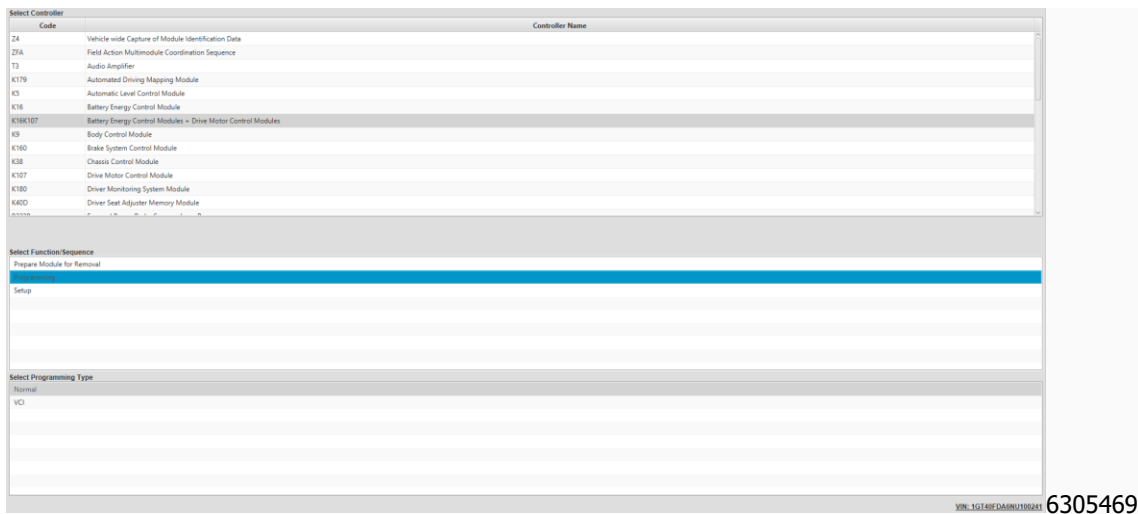 Select Controller
Code Controller Name
Z4 Vehicle wide Capture of Module Identification Data
ZFA Field Action Multimodule Coordination Sequence
T3 Audio Amplifier
K179 Automated Driving Mapping Module
K5 Automatic Level Control Module
K16 Battery Energy Control Module
K16K107 Battery Energy Control Modules + Drive Motor Control Modules
K9 Body Control Module
K160 Brake System Control Module
K38 Chassis Control Module
K107 Drive Motor Control Module
K180 Driver Monitoring System Module
K40D Driver Seat Adjuster Memory Module
Select Function/Sequence
Prepare Module for Removal
Programming
Setup
Select Programming Type
Normal
VCI
VIN: 1GT40FDA6NU100241
6305469